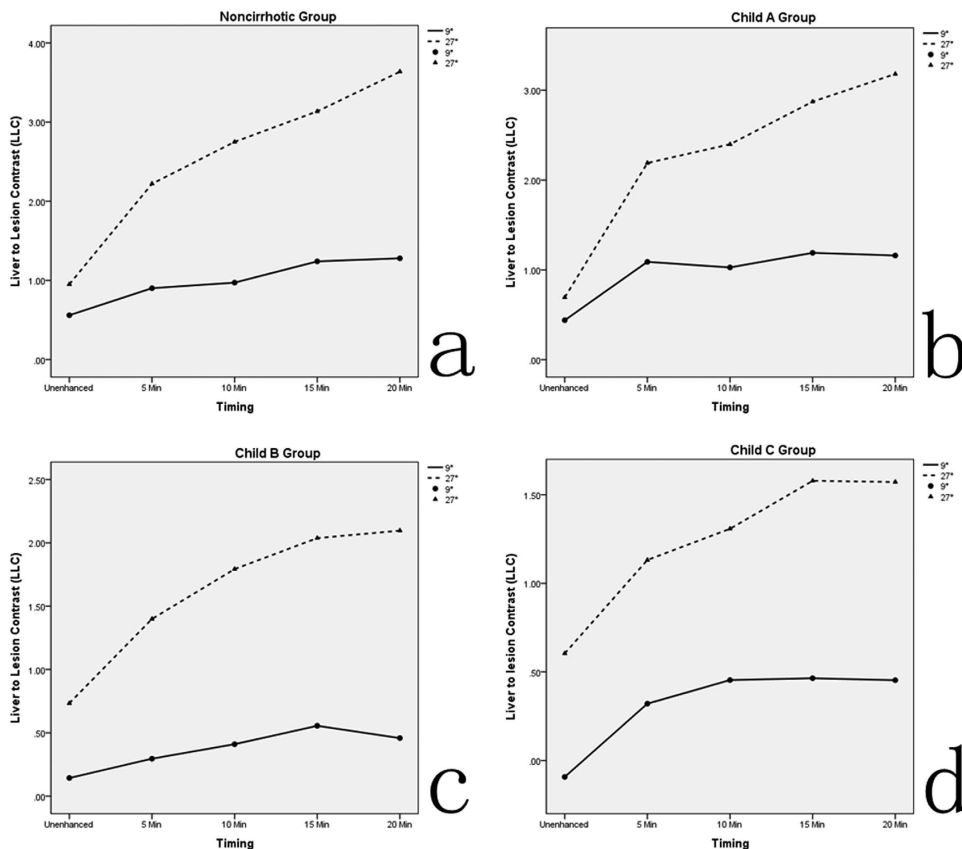 Noncirrhotic Group
9°
27°
9°
27°
4.00
3.00
2.00
1.00
.00
Liver to Lesion Contrast (LLC)
Unenhanced 5 Min 10 Min 15 Min 20 Min
Timing
a
Child A Group
9°
27°
9°
27°
3.00
2.00
1.00
.00
Liver to Lesion Contrast (LLC)
Unenhanced 5 Min 10 Min 15 Min 20 Min
Timing
b
Child B Group
9°
27°
9°
27°
2.50
2.00
1.50
1.00
.50
.00
Liver to Lesion Contrast (LLC)
Unenhanced 5 Min 10 Min 15 Min 20 Min
Timing
c
Child C Group
9°
27°
9°
27°
1.50
1.00
.50
.00
Liver to lesion Contrast (LLC)
Unenhanced 5 Min 10 Min 15 Min 20 Min
Timing
d